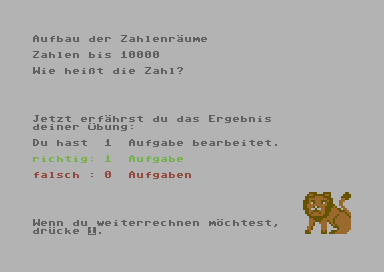 Aufbau der Zahlenräume
Zahlen bis 10000
Wie heißt die Zahl?
Jetzt erfährst du das Ergebnis
deiner Übung:
Du hast 1 Aufgabe bearbeitet.
richtig: 1 Aufgabe
falsch : 0 Aufgaben
Wenn du weiterrechnen möchtest,
drücke W.